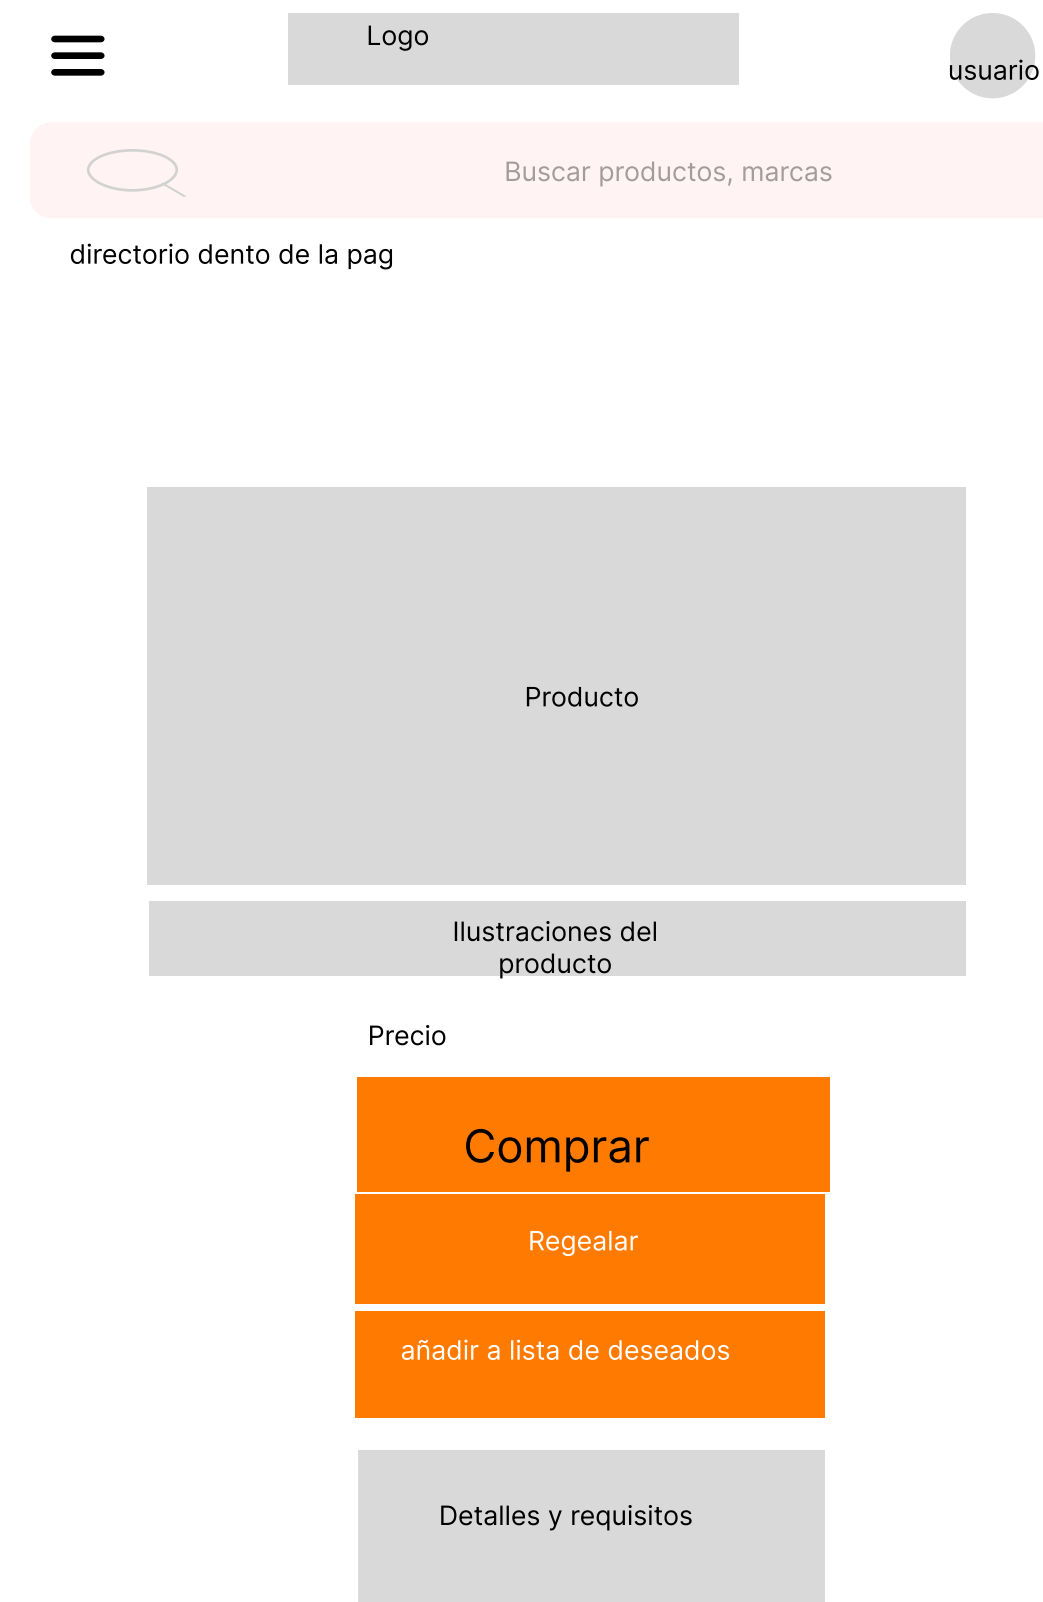 Logo
usuario
Buscar productos, marcas
directorio dento de la pag
Producto
Ilustraciones del
producto
Precio
Comprar
Regealar
añadir a lista de deseados
Detalles y requisitos